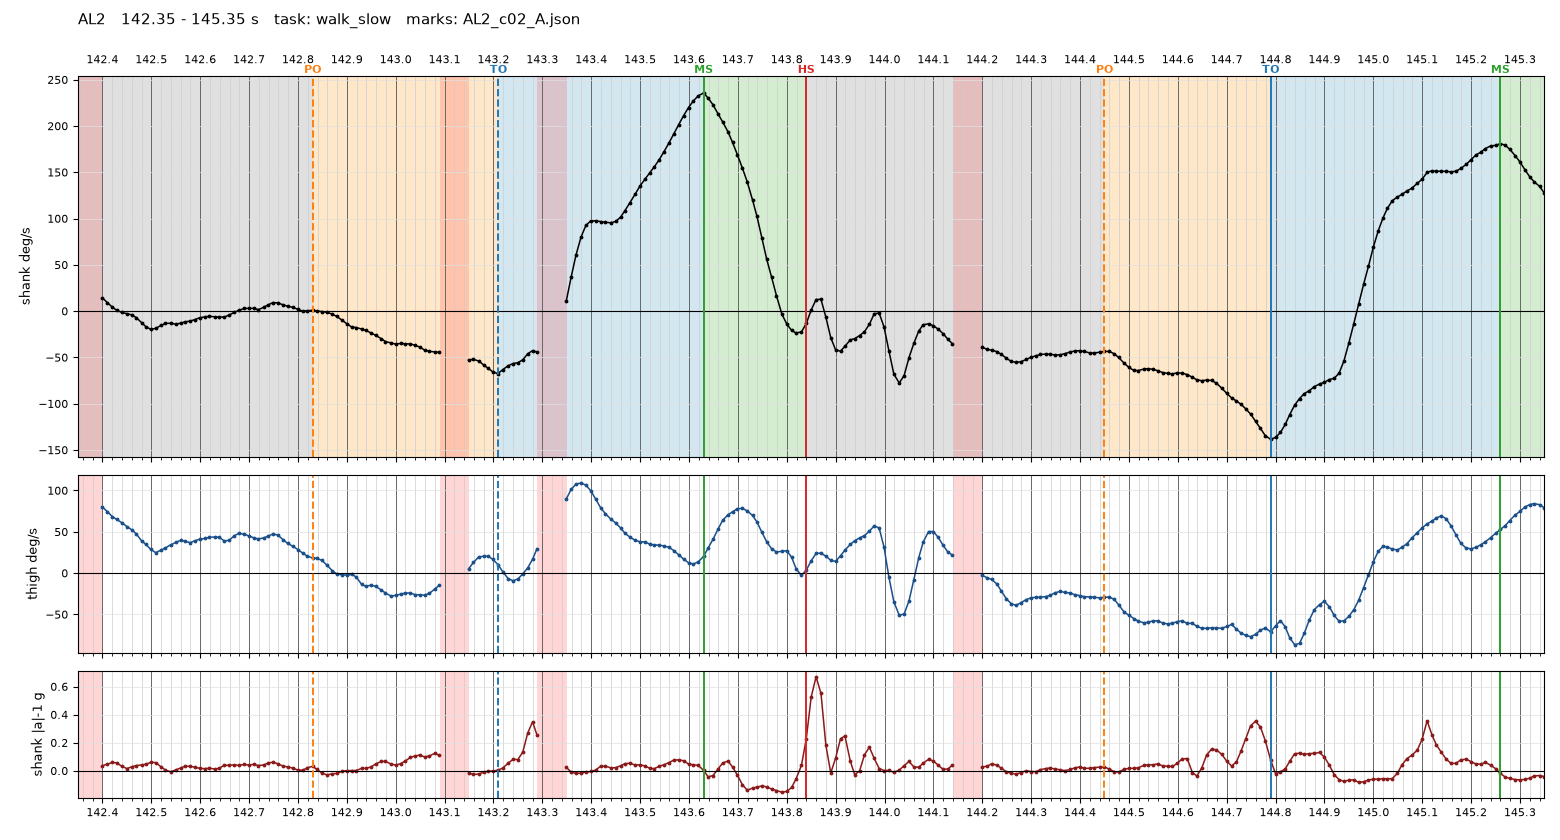 AL2   142.35 - 145.35 s   task: walk_slow   marks: AL2_c02_A.json
142.4 142.5 142.6 142.7 142.8 142.9 143.0 143.1 143.2 143.3 143.4 143.5 143.6 143.7 143.8 143.9 144.0 144.1 144.2 144.3 144.4 144.5 144.6 144.7 144.8 144.9 145.0 145.1 145.2 145.3
PO TO MS HS PO TO MS
250
200
150
100
50
0
−50
−100
−150
shank deg/s
100
50
0
−50
thigh deg/s
0.6
0.4
0.2
0.0
shank |a|-1 g
142.4 142.5 142.6 142.7 142.8 142.9 143.0 143.1 143.2 143.3 143.4 143.5 143.6 143.7 143.8 143.9 144.0 144.1 144.2 144.3 144.4 144.5 144.6 144.7 144.8 144.9 145.0 145.1 145.2 145.3